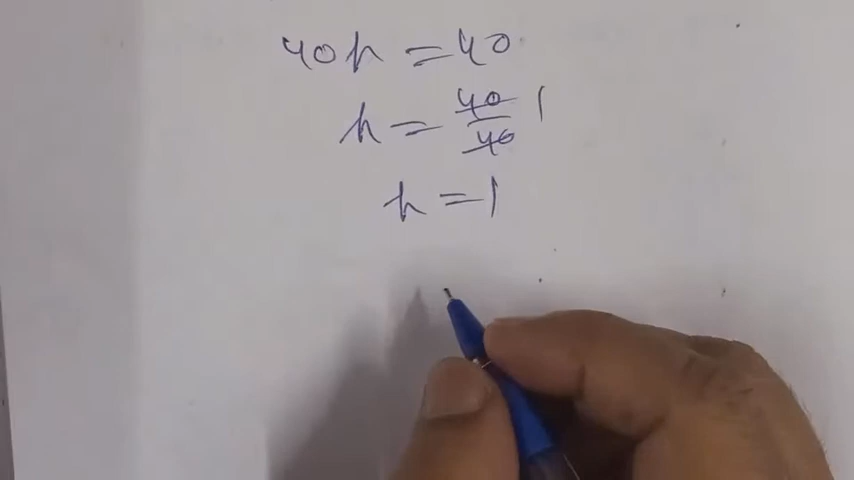 40h = 40
h = 40/40 1
h = 1